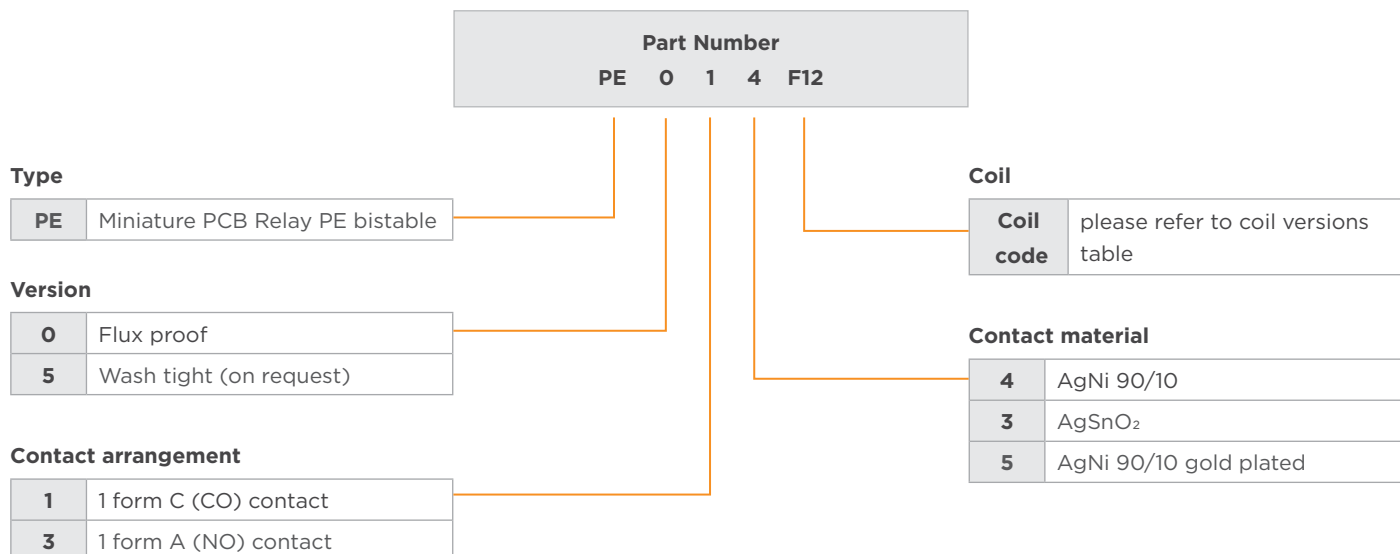 Part Number
PE 0 1 4 F12
Type
PE Miniature PCB Relay PE bistable
Version
0 Flux proof
5 Wash tight (on request)
Contact arrangement
1 1 form C (CO) contact
3 1 form A (NO) contact
Coil
Coil code please refer to coil versions table
Contact material
4 AgNi 90/10
3 AgSnO₂
5 AgNi 90/10 gold plated